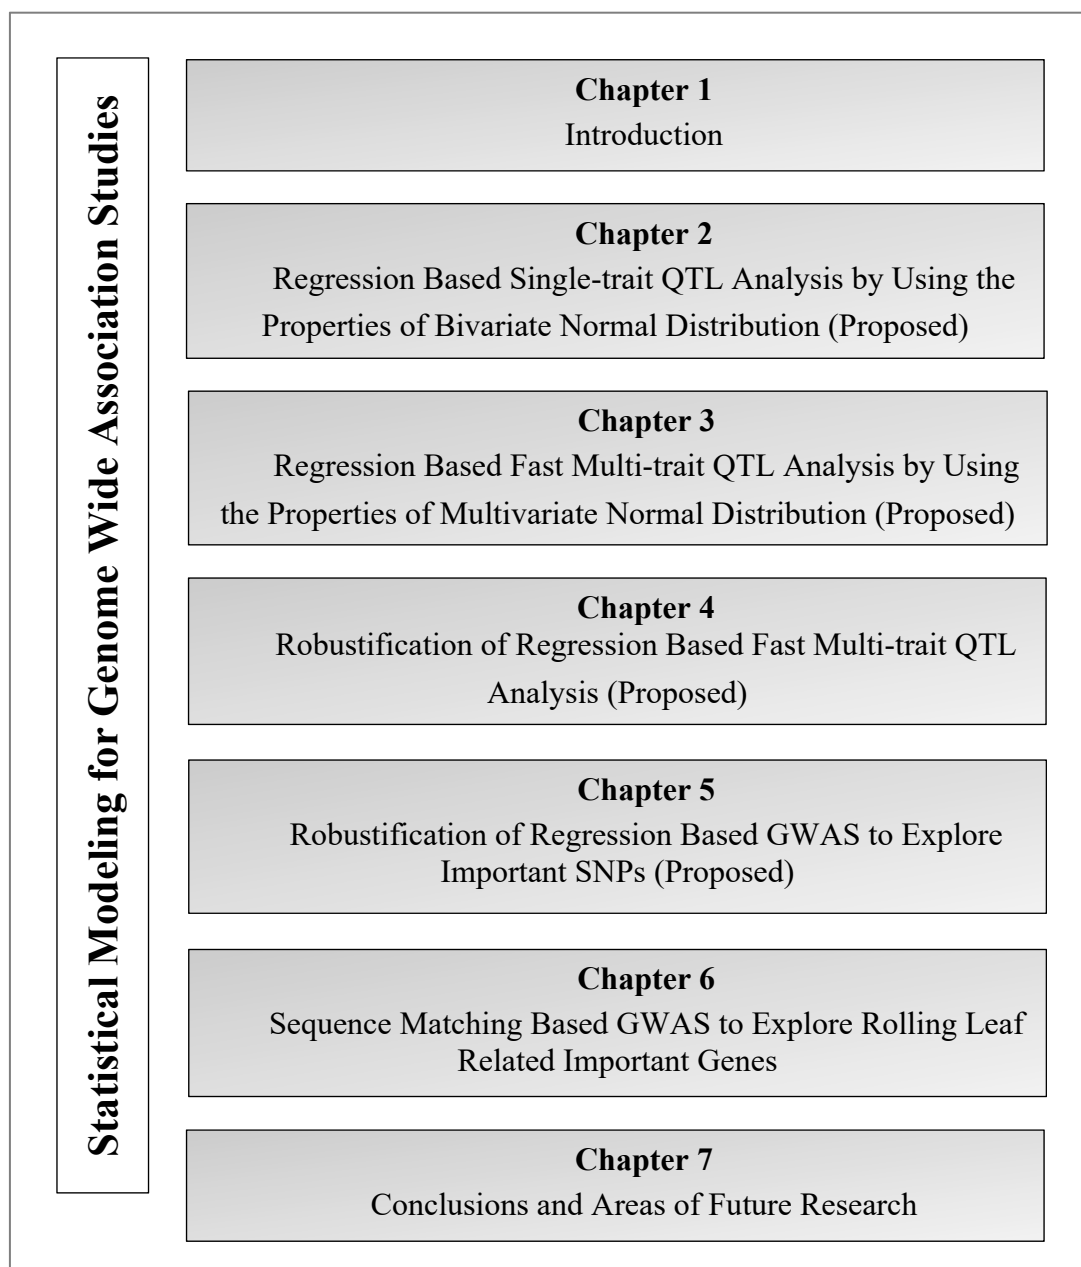 Statistical Modeling for Genome Wide Association Studies
Chapter 1
Introduction
Chapter 2
Regression Based Single-trait QTL Analysis by Using the
Properties of Bivariate Normal Distribution (Proposed)
Chapter 3
Regression Based Fast Multi-trait QTL Analysis by Using
the Properties of Multivariate Normal Distribution (Proposed)
Chapter 4
Robustification of Regression Based Fast Multi-trait QTL
Analysis (Proposed)
Chapter 5
Robustification of Regression Based GWAS to Explore
Important SNPs (Proposed)
Chapter 6
Sequence Matching Based GWAS to Explore Rolling Leaf
Related Important Genes
Chapter 7
Conclusions and Areas of Future Research